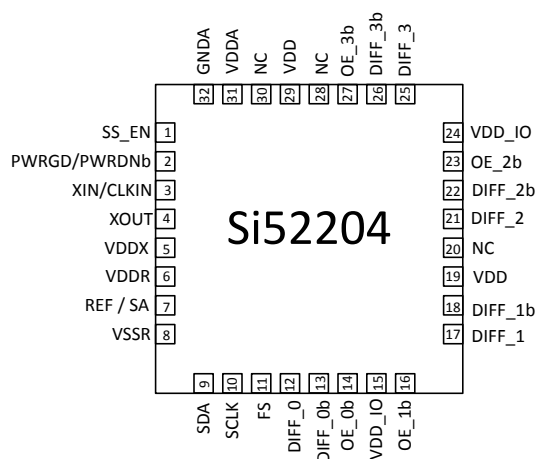 GNDA
VDDA
NC
VDD
NC
OE_3b
DIFF_3b
DIFF_3
32
31
30
29
28
27
26
25
SS_EN 1
PWRGD/PWRDNb 2
XIN/CLKIN 3
XOUT 4
VDDX 5
VDDR 6
REF / SA 7
VSSR 8
Si52204
24 VDD_IO
23 OE_2b
22 DIFF_2b
21 DIFF_2
20 NC
19 VDD
18 DIFF_1b
17 DIFF_1
9
10
11
12
13
14
15
16
SDA
SCLK
FS
DIFF_0
DIFF_0b
OE_0b
VDD_IO
OE_1b